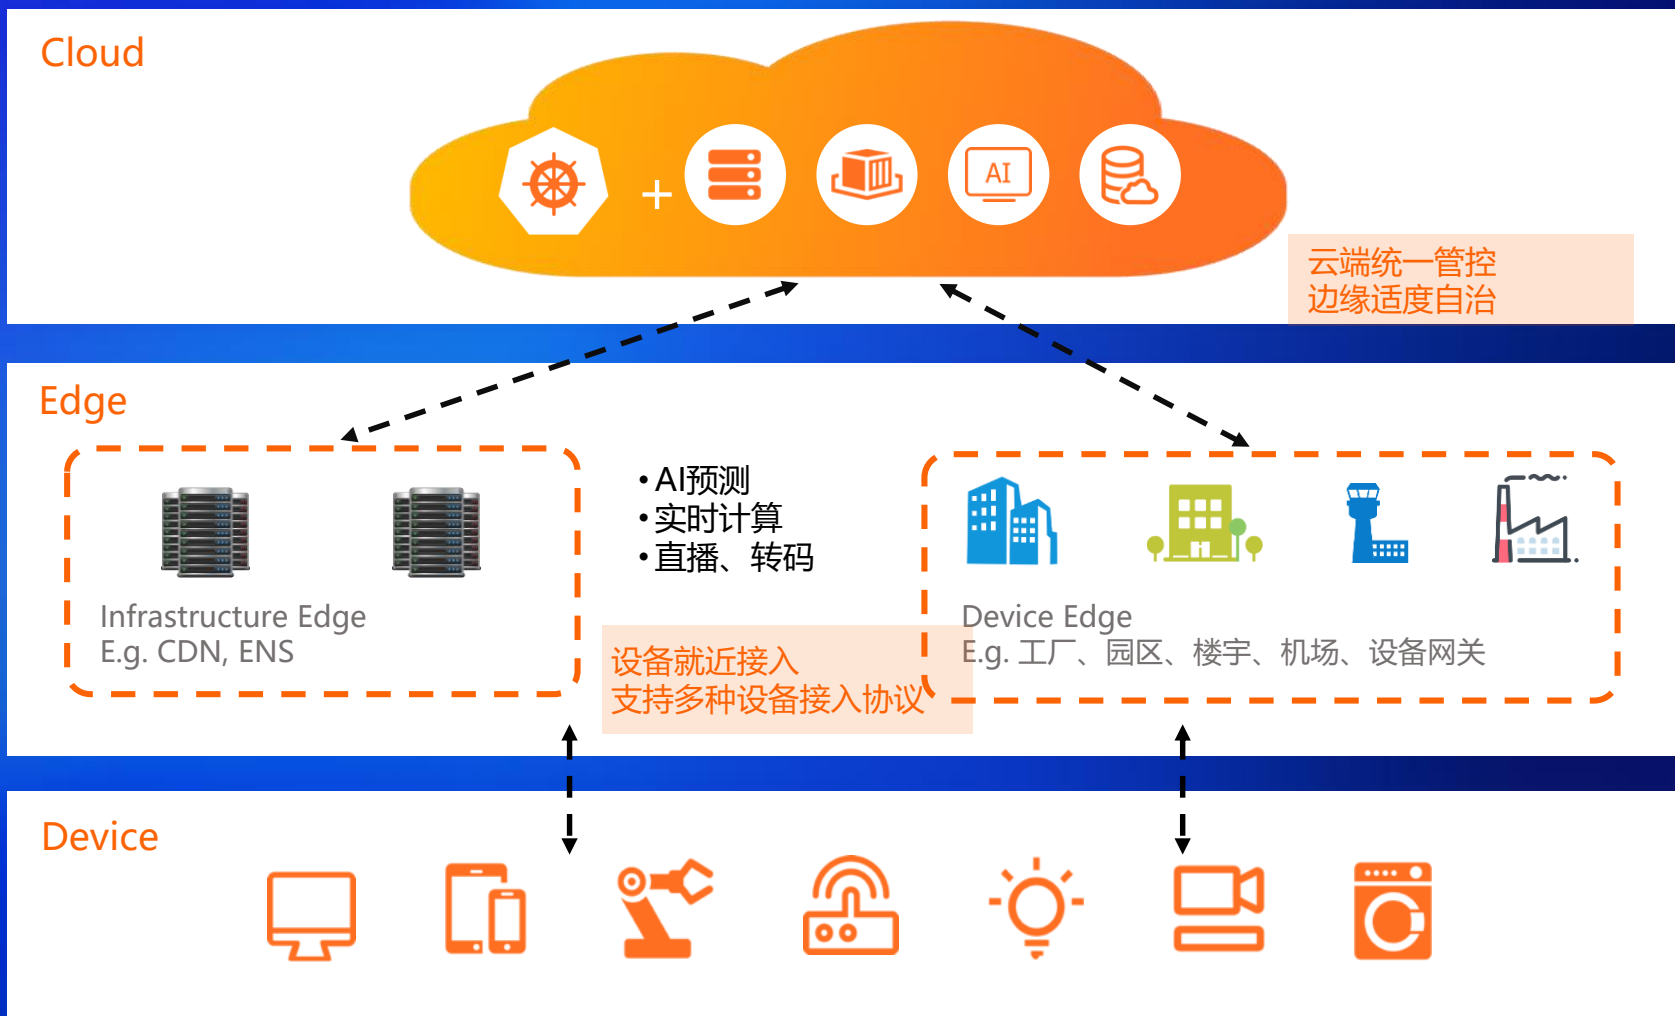 Cloud
AI
云端统一管控
边缘适度自治
Edge
•AI预测
•实时计算
•直播、转码
Infrastructure Edge
E.g. CDN, ENS
设备就近接入
支持多种设备接入协议
Device Edge
E.g. 工厂、园区、楼宇、机场、设备网关
Device